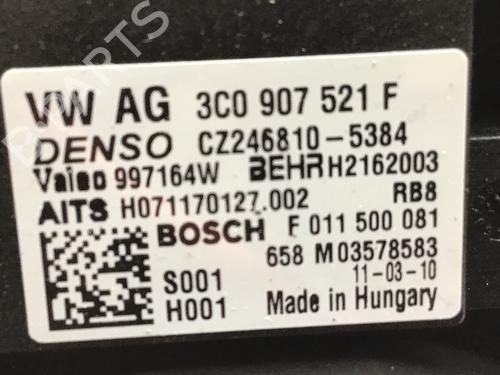 VW AG 3C0 907 521 F
DENSO CZ246810-5384
Valeo 997164W BEHR H2162003
AITS H071170127.002 RB8
BOSCH F 011 500 081
658 M03578583
S001 11-03-10
H001 Made in Hungary